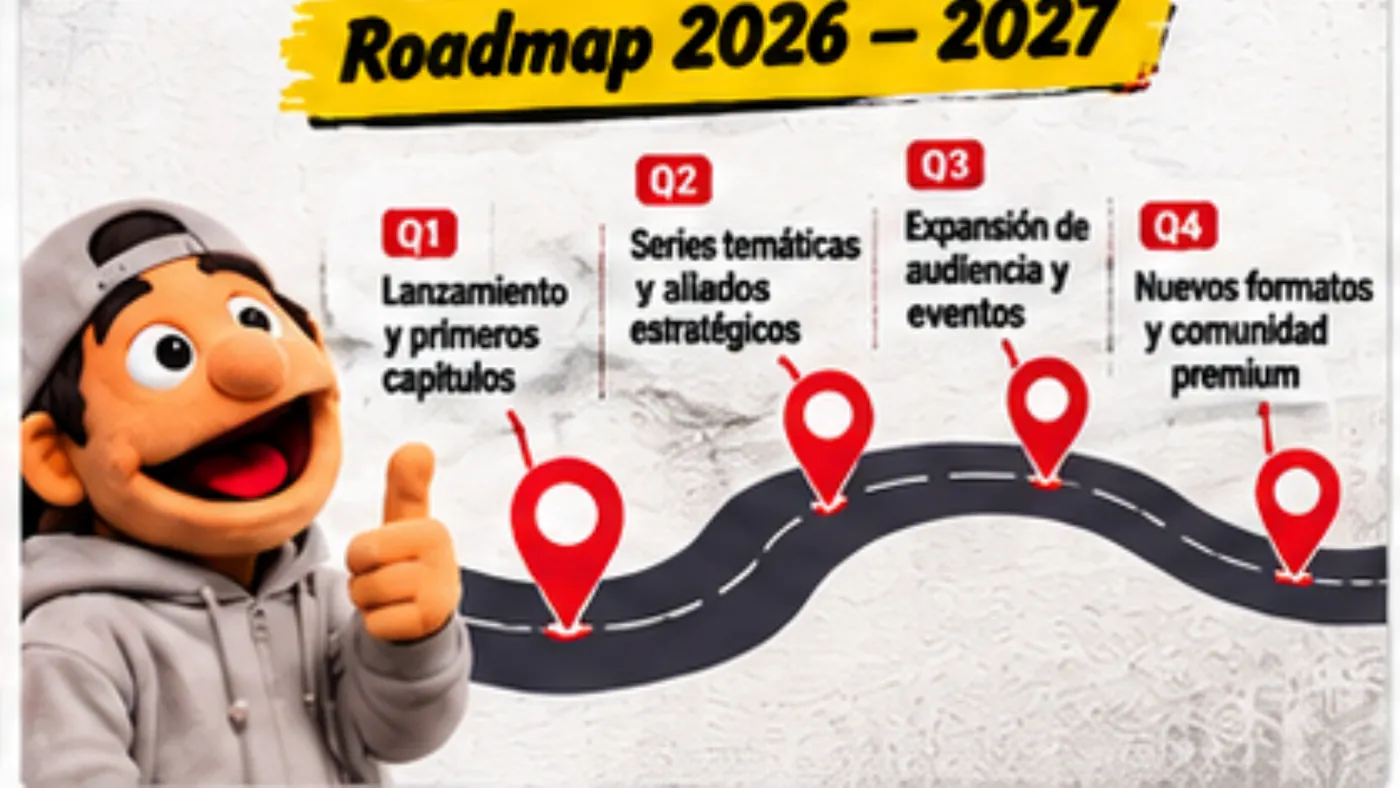 Roadmap 2026 – 2027
Q1
Lanzamiento
y primeros
capítulos
Q2
Series temáticas
y aliados
estratégicos
Q3
Expansión de
audiencia y
eventos
Q4
Nuevos formatos
y comunidad
premium